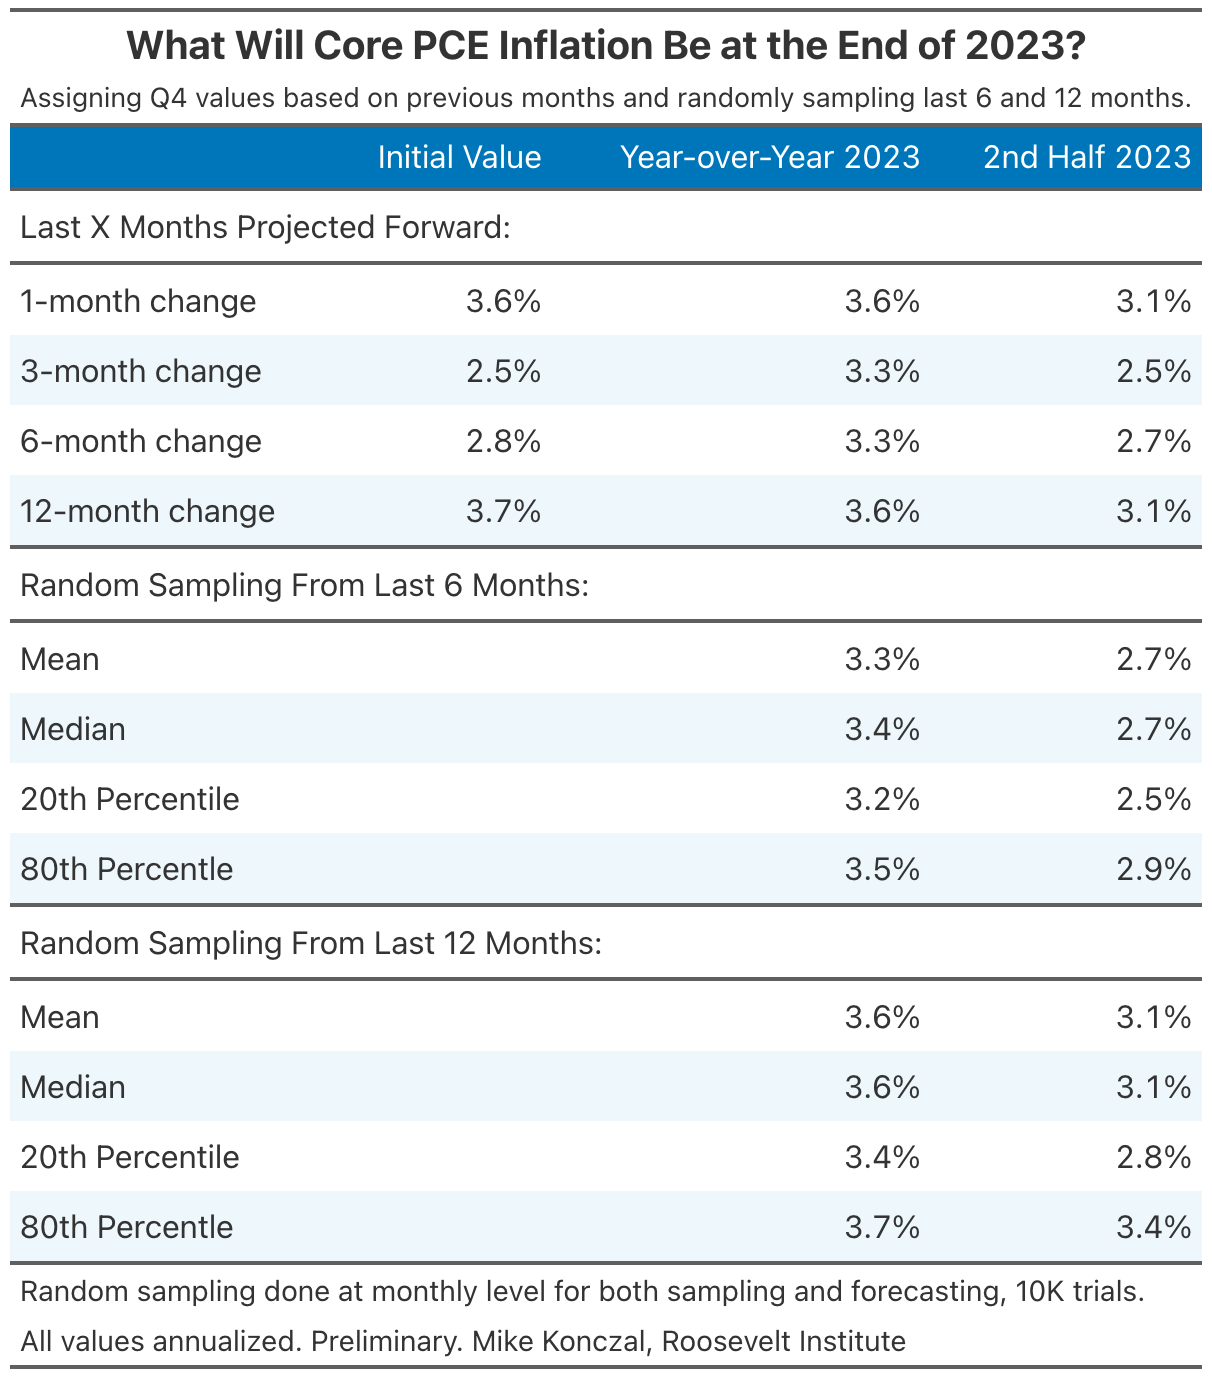 What Will Core PCE Inflation Be at the End of 2023?
Assigning Q4 values based on previous months and randomly sampling last 6 and 12 months.
Initial Value Year-over-Year 2023 2nd Half 2023
Last X Months Projected Forward:
1-month change 3.6% 3.6% 3.1%
3-month change 2.5% 3.3% 2.5%
6-month change 2.8% 3.3% 2.7%
12-month change 3.7% 3.6% 3.1%
Random Sampling From Last 6 Months:
Mean 3.3% 2.7%
Median 3.4% 2.7%
20th Percentile 3.2% 2.5%
80th Percentle 3.5% 2.9%
Random Sampling From Last 12 Months:
Mean 3.6% 3.1%
Median 3.6% 3.1%
20th Percentile 3.4% 2.8%
80th Percentle 3.7% 3.4%
Random sampling done at monthly level for both sampling and forecasting, 10K trials.
All values annualized. Preliminary. Mike Konczal, Roosevelt Institute